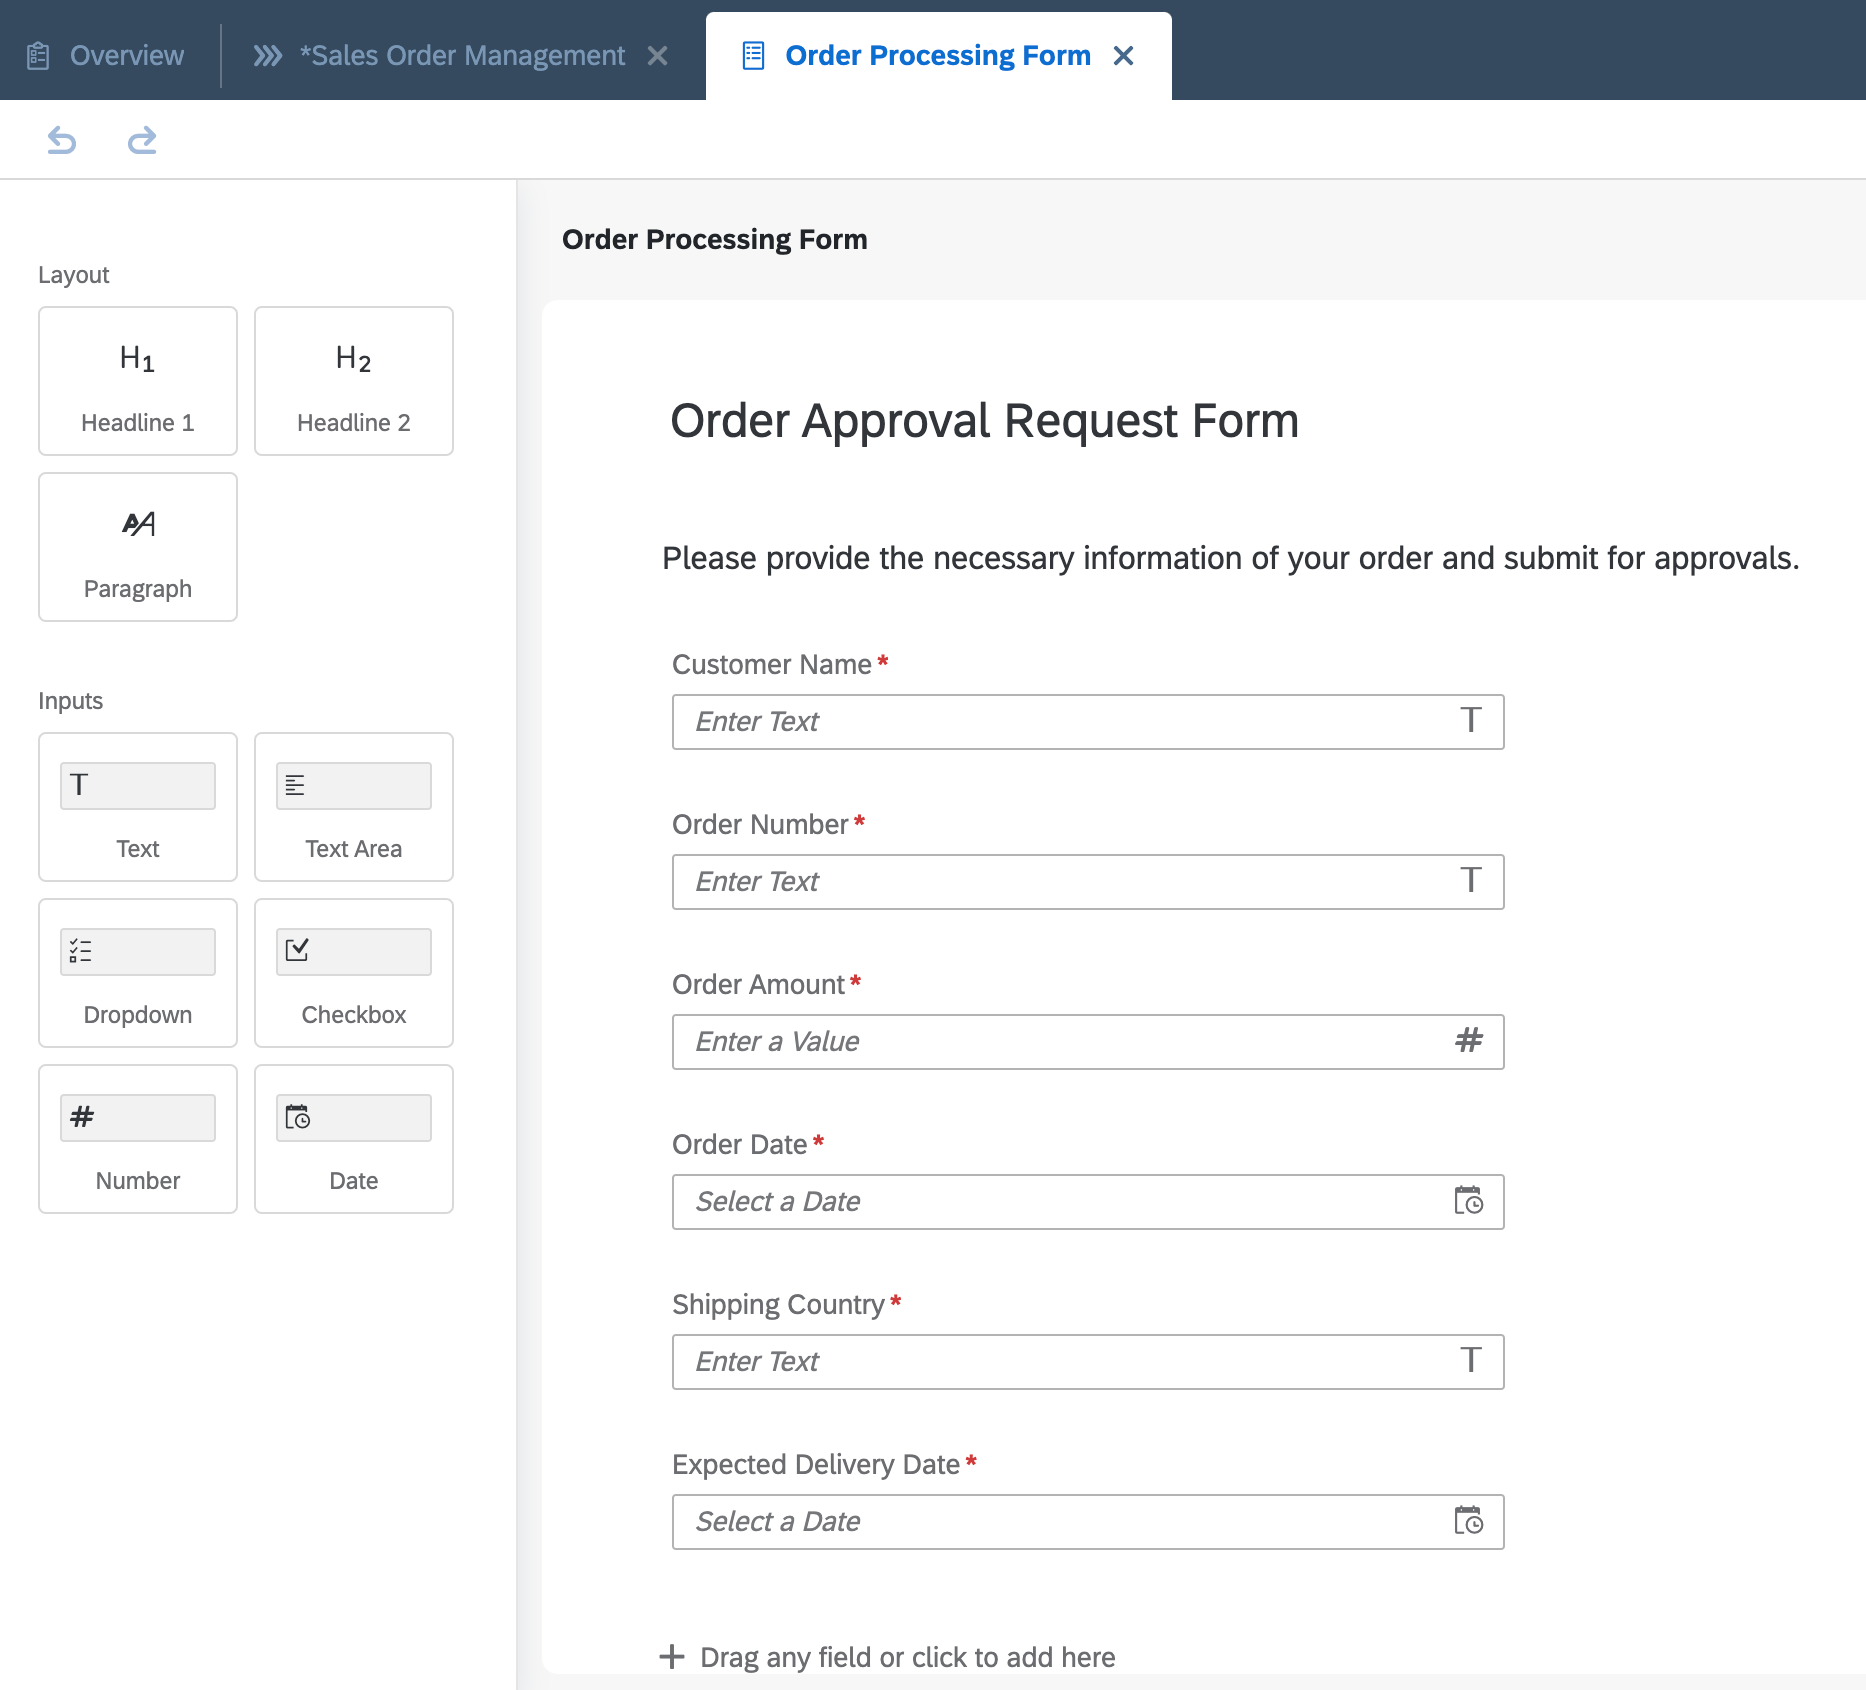 Overview
*Sales Order Management
Order Processing Form
Layout
H1
Headline 1
H2
Headline 2
AA
Paragraph
Inputs
T
Text
Text Area
Dropdown
Checkbox
#
Number
Date
Order Processing Form
Order Approval Request Form
Please provide the necessary information of your order and submit for approvals.
Customer Name*
Enter Text T
Order Number*
Enter Text T
Order Amount*
Enter a Value #
Order Date*
Select a Date
Shipping Country*
Enter Text T
Expected Delivery Date*
Select a Date
+ Drag any field or click to add here